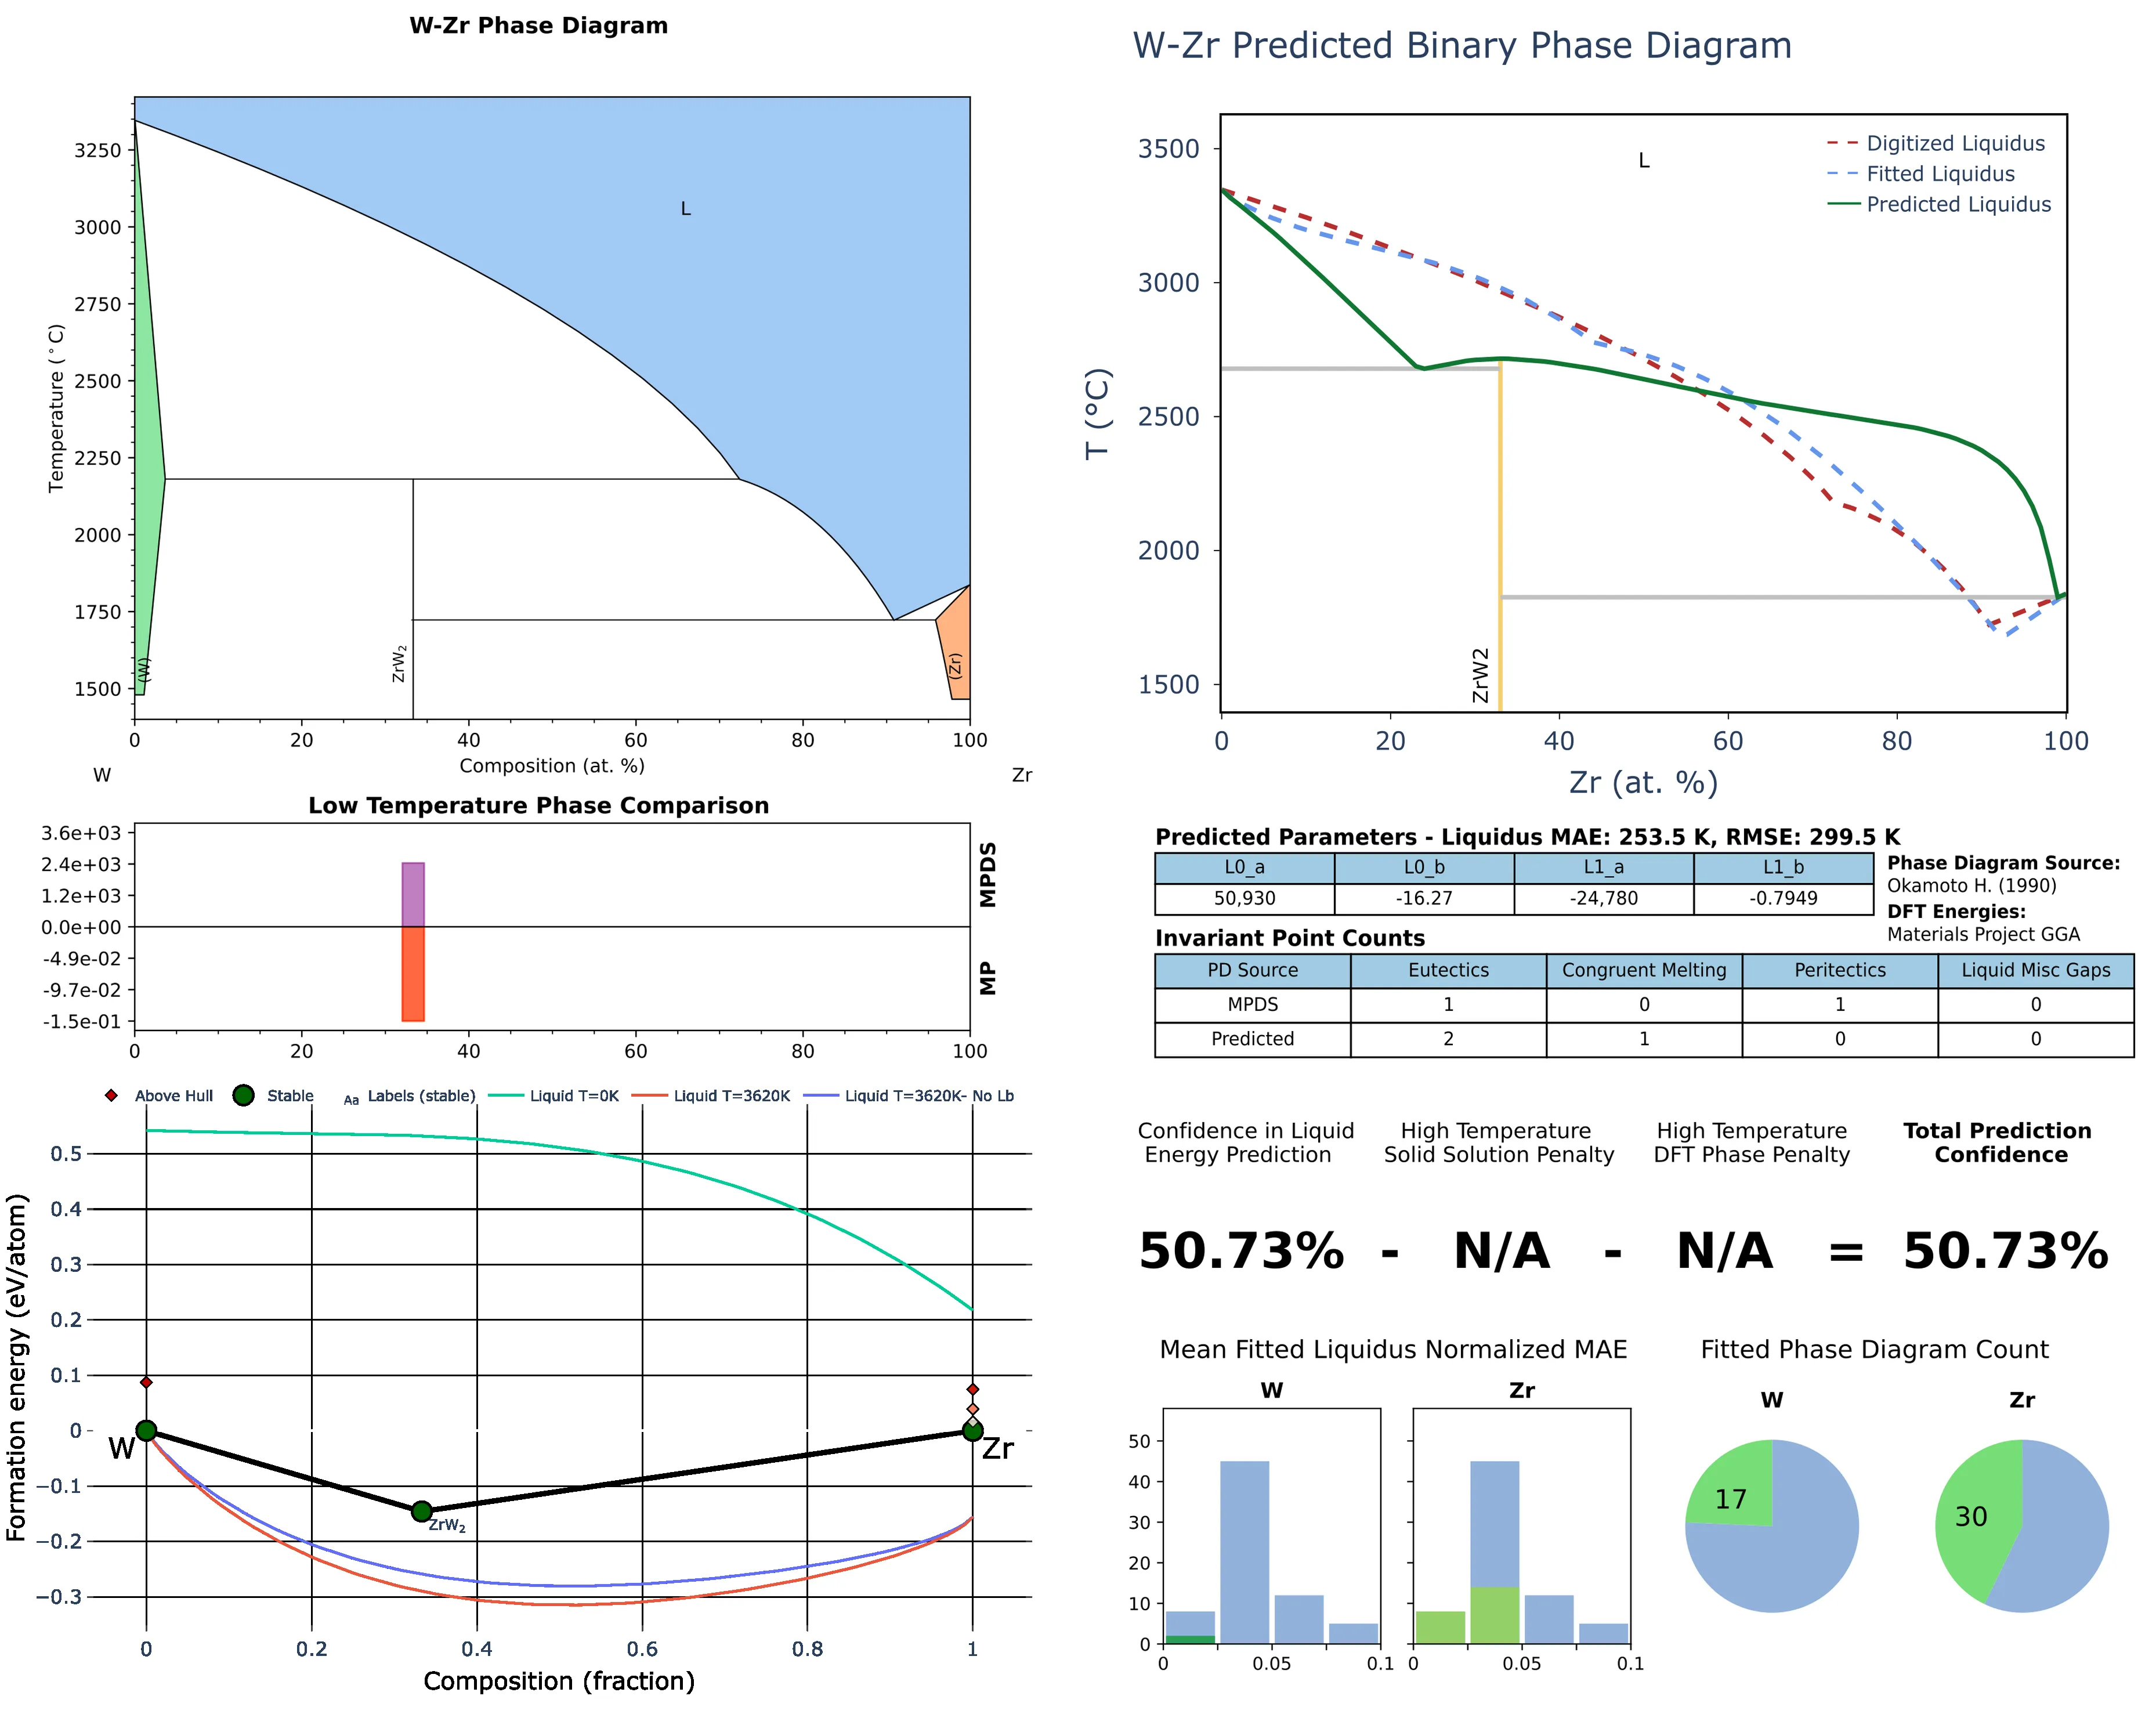 W-Zr Phase Diagram
3250
3000
2750
2500
2250
2000
1750
1500
Temperature (°C)
L
(W)
ZrW2
(Zr)
0 20 40 60 80 100
Composition (at. %)
W Zr
Low Temperature Phase Comparison
3.6e+03
2.4e+03
1.2e+03
0.0e+00
-4.9e-02
-9.7e-02
-1.5e-01
MPDS
MP
0 20 40 60 80 100
Above Hull Stable Aa Labels (stable) Liquid T=0K Liquid T=3620K Liquid T=3620K- No Lb
0.5
0.4
0.3
0.2
0.1
0
−0.1
−0.2
−0.3
Formation energy (eV/atom)
W
ZrW2
Zr
0 0.2 0.4 0.6 0.8 1
Composition (fraction)
W-Zr Predicted Binary Phase Diagram
3500
3000
2500
2000
1500
T (°C)
L
Digitized Liquidus
Fitted Liquidus
Predicted Liquidus
ZrW2
0 20 40 60 80 100
Zr (at. %)
Predicted Parameters - Liquidus MAE: 253.5 K, RMSE: 299.5 K
L0_a L0_b L1_a L1_b
50,930 -16.27 -24,780 -0.7949
Phase Diagram Source:
Okamoto H. (1990)
DFT Energies:
Materials Project GGA
Invariant Point Counts
PD Source Eutectics Congruent Melting Peritectics Liquid Misc Gaps
MPDS 1 0 1 0
Predicted 2 1 0 0
Confidence in Liquid High Temperature High Temperature Total Prediction
Energy Prediction Solid Solution Penalty DFT Phase Penalty Confidence
50.73% - N/A - N/A = 50.73%
Mean Fitted Liquidus Normalized MAE
W Zr
50
40
30
20
10
0
0 0.05 0.1 0 0.05 0.1
Fitted Phase Diagram Count
W Zr
17 30